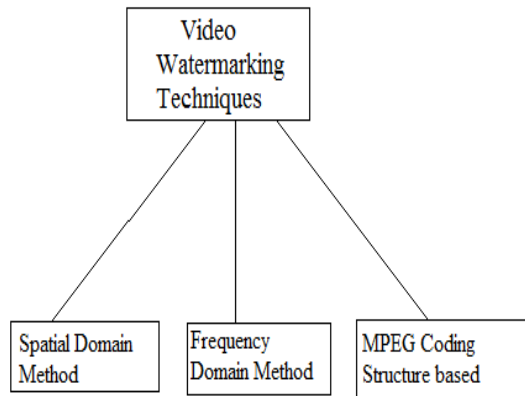 Video
Watermarking
Techniques
Spatial Domain
Method
Frequency
Domain Method
MPEG Coding
Structure based